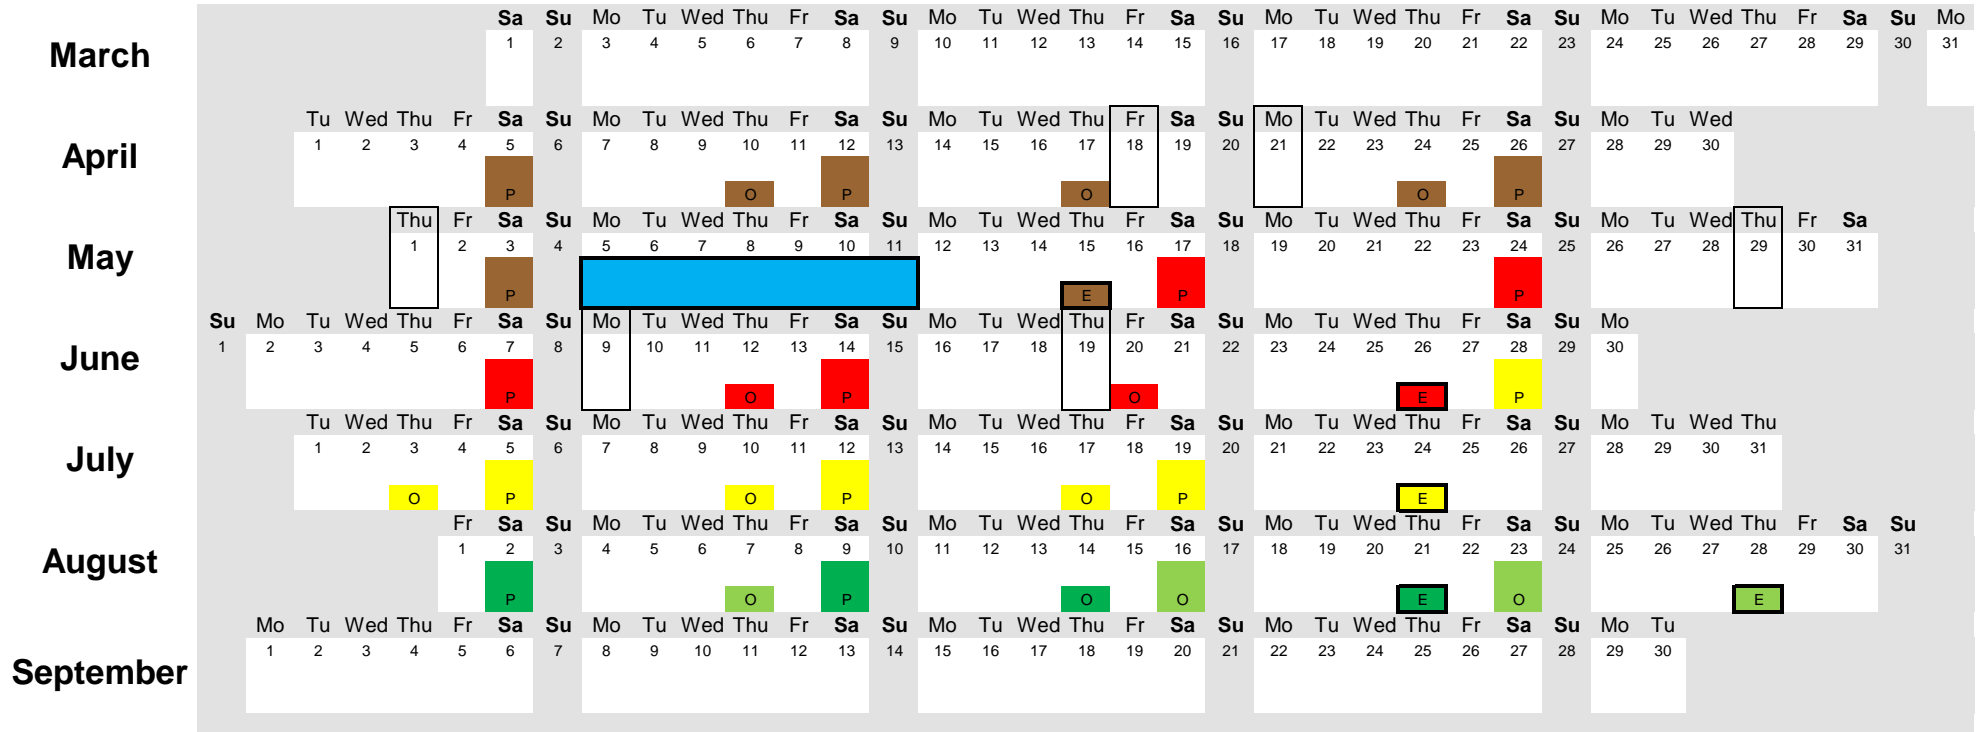 Sa Su Mo Tu Wed Thu Fr Sa Su Mo Tu Wed Thu Fr Sa Su Mo Tu Wed Thu Fr Sa Su Mo Tu Wed Thu Fr Sa Su Mo
March
1 2 3 4 5 6 7 8 9 10 11 12 13 14 15 16 17 18 19 20 21 22 23 24 25 26 27 28 29 30 31
Tu Wed Thu Fr Sa Su Mo Tu Wed Thu Fr Sa Su Mo Tu Wed Thu Fr Sa Su Mo Tu Wed Thu Fr Sa Su Mo Tu Wed
April
1 2 3 4 5 6 7 8 9 10 11 12 13 14 15 16 17 18 19 20 21 22 23 24 25 26 27 28 29 30
P O P O O P
Thu Fr Sa Su Mo Tu Wed Thu Fr Sa Su Mo Tu Wed Thu Fr Sa Su Mo Tu Wed Thu Fr Sa Su Mo Tu Wed Thu Fr Sa
May
1 2 3 4 5 6 7 8 9 10 11 12 13 14 15 16 17 18 19 20 21 22 23 24 25 26 27 28 29 30 31
P E P P
Su Mo Tu Wed Thu Fr Sa Su Mo Tu Wed Thu Fr Sa Su Mo Tu Wed Thu Fr Sa Su Mo Tu Wed Thu Fr Sa Su Mo
June
1 2 3 4 5 6 7 8 9 10 11 12 13 14 15 16 17 18 19 20 21 22 23 24 25 26 27 28 29 30
P O P O E P
Tu Wed Thu Fr Sa Su Mo Tu Wed Thu Fr Sa Su Mo Tu Wed Thu Fr Sa Su Mo Tu Wed Thu Fr Sa Su Mo Tu Wed Thu
July
1 2 3 4 5 6 7 8 9 10 11 12 13 14 15 16 17 18 19 20 21 22 23 24 25 26 27 28 29 30 31
O P O P O P E
Fr Sa Su Mo Tu Wed Thu Fr Sa Su Mo Tu Wed Thu Fr Sa Su Mo Tu Wed Thu Fr Sa Su Mo Tu Wed Thu Fr Sa Su
August
1 2 3 4 5 6 7 8 9 10 11 12 13 14 15 16 17 18 19 20 21 22 23 24 25 26 27 28 29 30 31
P O P O O E O E
Mo Tu Wed Thu Fr Sa Su Mo Tu Wed Thu Fr Sa Su Mo Tu Wed Thu Fr Sa Su Mo Tu Wed Thu Fr Sa Su Mo Tu
September
1 2 3 4 5 6 7 8 9 10 11 12 13 14 15 16 17 18 19 20 21 22 23 24 25 26 27 28 29 30